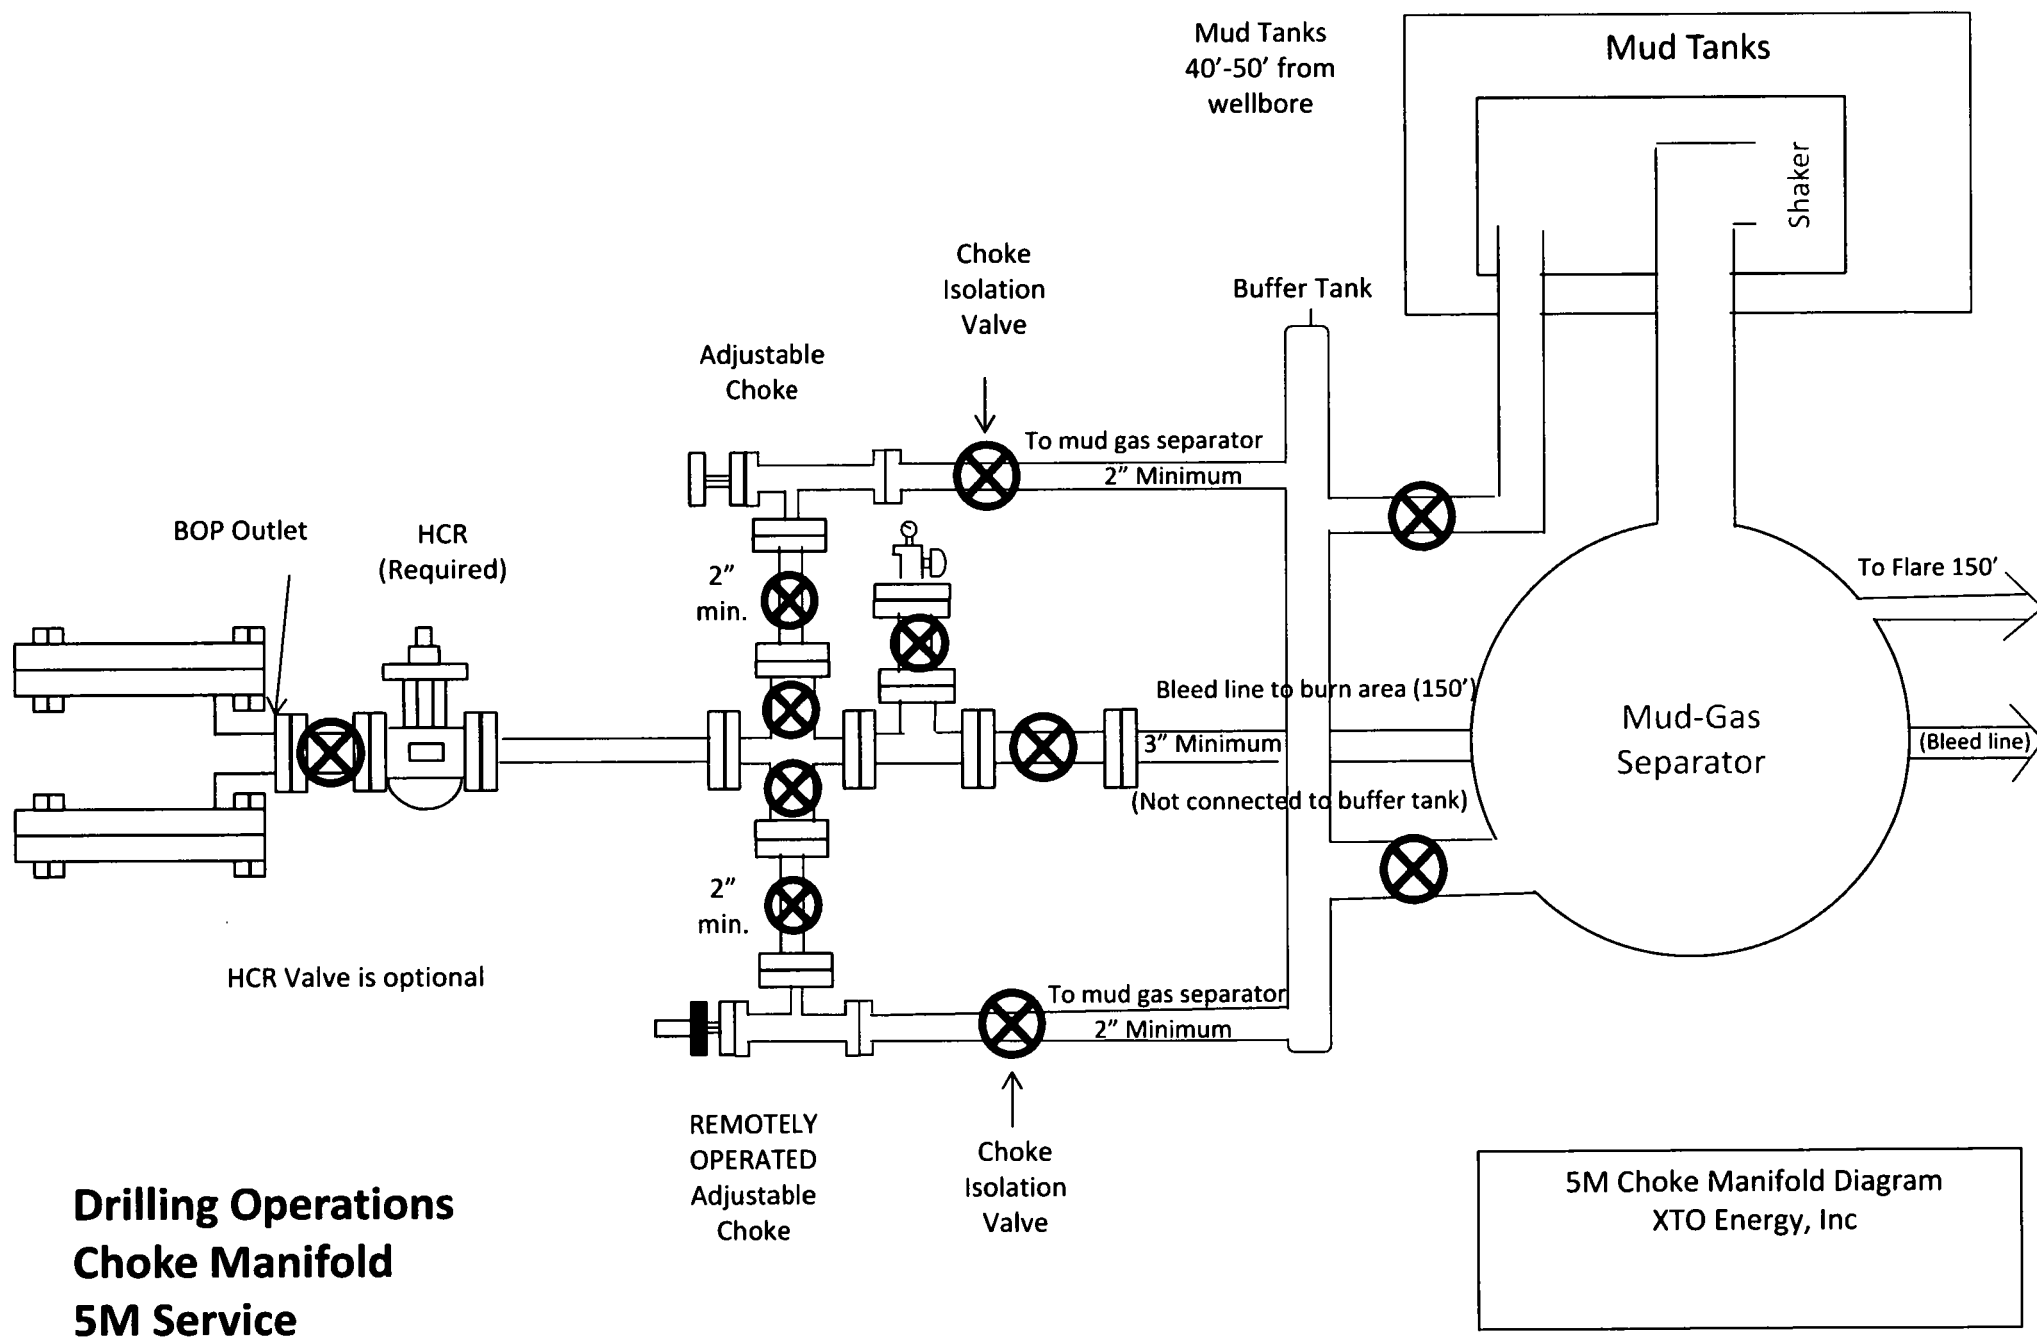 Mud Tanks
40'-50' from
wellbore
Mud Tanks
Shaker
Choke
Isolation
Valve
Buffer Tank
Adjustable
Choke
To mud gas separator
2" Minimum
BOP Outlet
HCR
(Required)
2"
min.
To Flare 150'
Bleed line to burn area (150')
3" Minimum
(Not connected to buffer tank)
Mud-Gas
Separator
(Bleed line)
2"
min.
HCR Valve is optional
To mud gas separator
2" Minimum
REMOTELY
OPERATED
Adjustable
Choke
Choke
Isolation
Valve
Drilling Operations
Choke Manifold
5M Service
5M Choke Manifold Diagram
XTO Energy, Inc